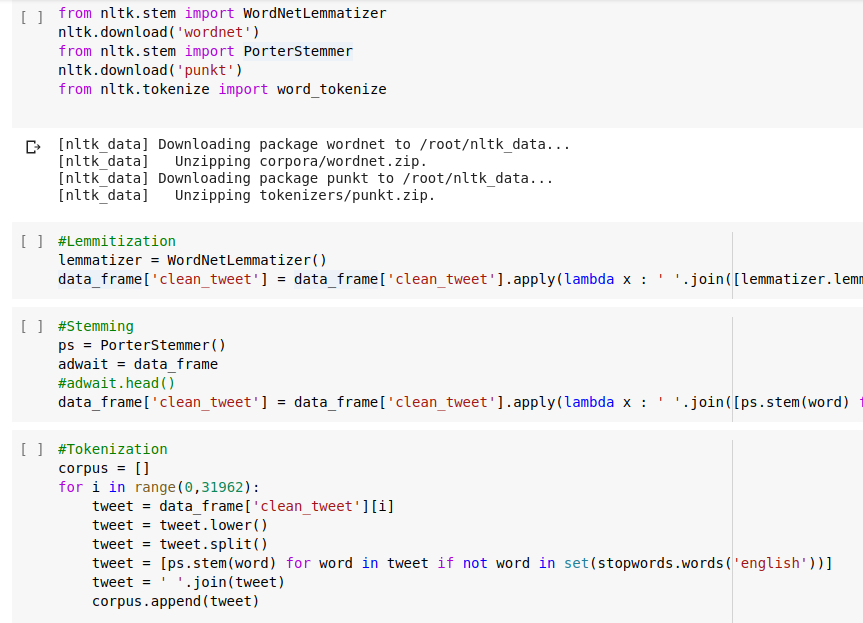 [ ] from nltk.stem import WordNetLemmatizer
nltk.download('wordnet')
from nltk.stem import PorterStemmer
nltk.download('punkt')
from nltk.tokenize import word_tokenize
[nltk_data] Downloading package wordnet to /root/nltk_data...
[nltk_data]   Unzipping corpora/wordnet.zip.
[nltk_data] Downloading package punkt to /root/nltk_data...
[nltk_data]   Unzipping tokenizers/punkt.zip.
[ ] #Lemmitization
lemmatizer = WordNetLemmatizer()
data_frame['clean_tweet'] = data_frame['clean_tweet'].apply(lambda x : ' '.join([lemmatizer.lemm
[ ] #Stemming
ps = PorterStemmer()
adwait = data_frame
#adwait.head()
data_frame['clean_tweet'] = data_frame['clean_tweet'].apply(lambda x : ' '.join([ps.stem(word)
[ ] #Tokenization
corpus = []
for i in range(0,31962):
    tweet = data_frame['clean_tweet'][i]
    tweet = tweet.lower()
    tweet = tweet.split()
    tweet = [ps.stem(word) for word in tweet if not word in set(stopwords.words('english'))]
    tweet = ' '.join(tweet)
    corpus.append(tweet)